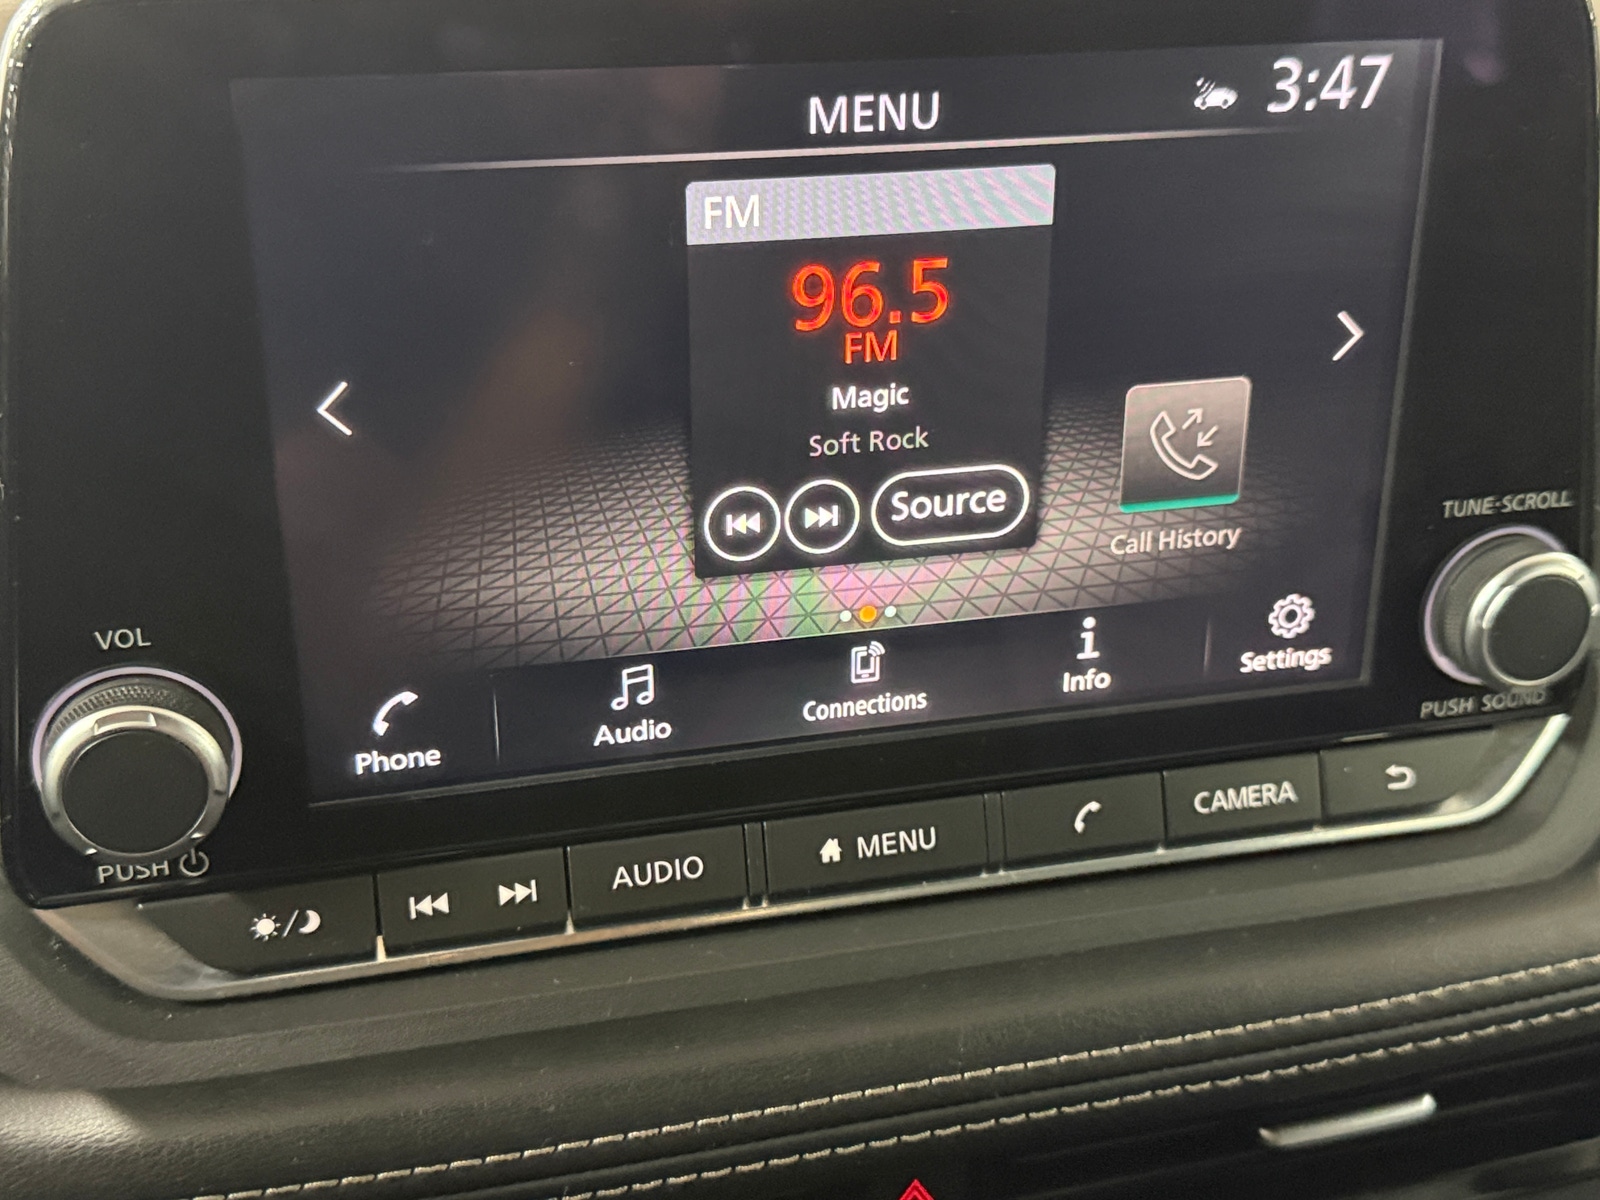 MENU
3:47
FM
96.5
FM
Magic
Soft Rock
Source
Call History
Phone
Audio
Connections
Info
Settings
VOL
PUSH
TUNE·SCROLL
PUSH SOUND
AUDIO
MENU
CAMERA